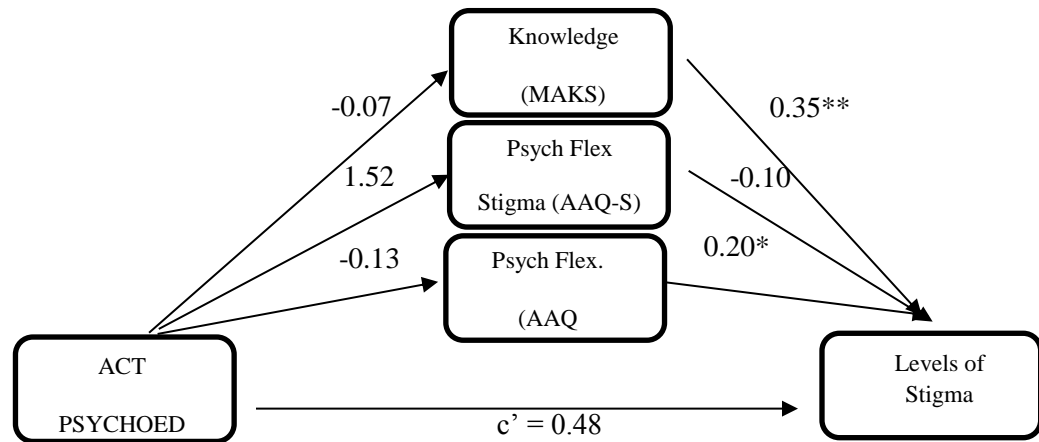 Knowledge
(MAKS)
-0.07
0.35**
Psych Flex
Stigma (AAQ-S)
1.52
-0.10
Psych Flex.
(AAQ
-0.13
0.20*
ACT
PSYCHOED
Levels of
Stigma
c’ = 0.48